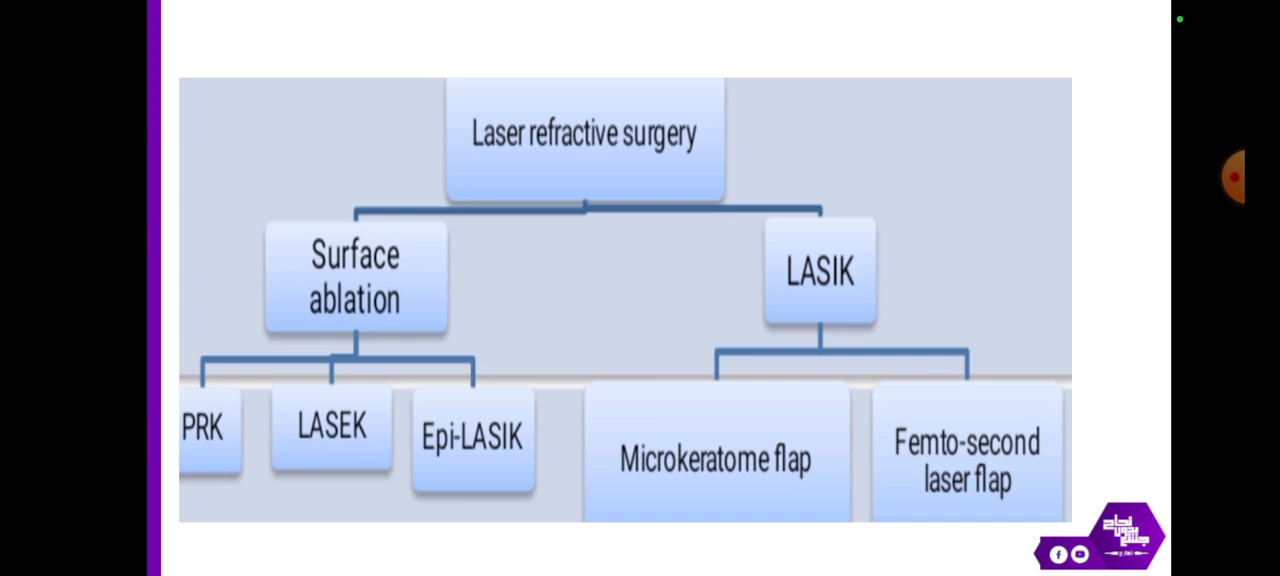 Laser refractive surgery
Surface
ablation
LASIK
PRK
LASEK
Epi-LASIK
Microkeratome flap
Femto-second
laser flap